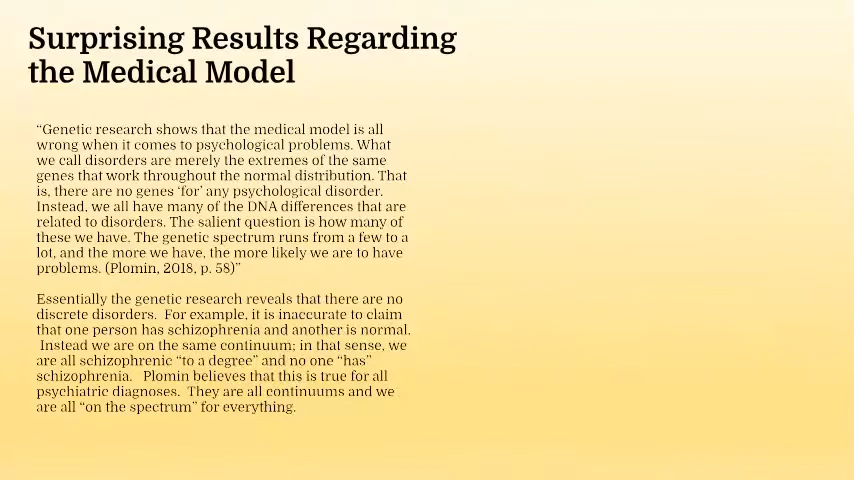 Surprising Results Regarding
the Medical Model
“Genetic research shows that the medical model is all
wrong when it comes to psychological problems. What
we call disorders are merely the extremes of the same
genes that work throughout the normal distribution. That
is, there are no genes ‘for’ any psychological disorder.
Instead, we all have many of the DNA differences that are
related to disorders. The salient question is how many of
these we have. The genetic spectrum runs from a few to a
lot, and the more we have, the more likely we are to have
problems. (Plomin, 2018, p. 58)”
Essentially the genetic research reveals that there are no
discrete disorders. For example, it is inaccurate to claim
that one person has schizophrenia and another is normal.
Instead we are on the same continuum; in that sense, we
are all schizophrenic “to a degree” and no one “has”
schizophrenia. Plomin believes that this is true for all
psychiatric diagnoses. They are all continuums and we
are all “on the spectrum” for everything.